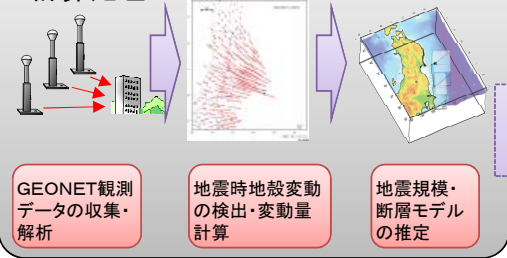 GEONET観測
データの収集・
解析
地震時地殻変動
の検出・変動量
計算
地震規模・
断層モデル
の推定